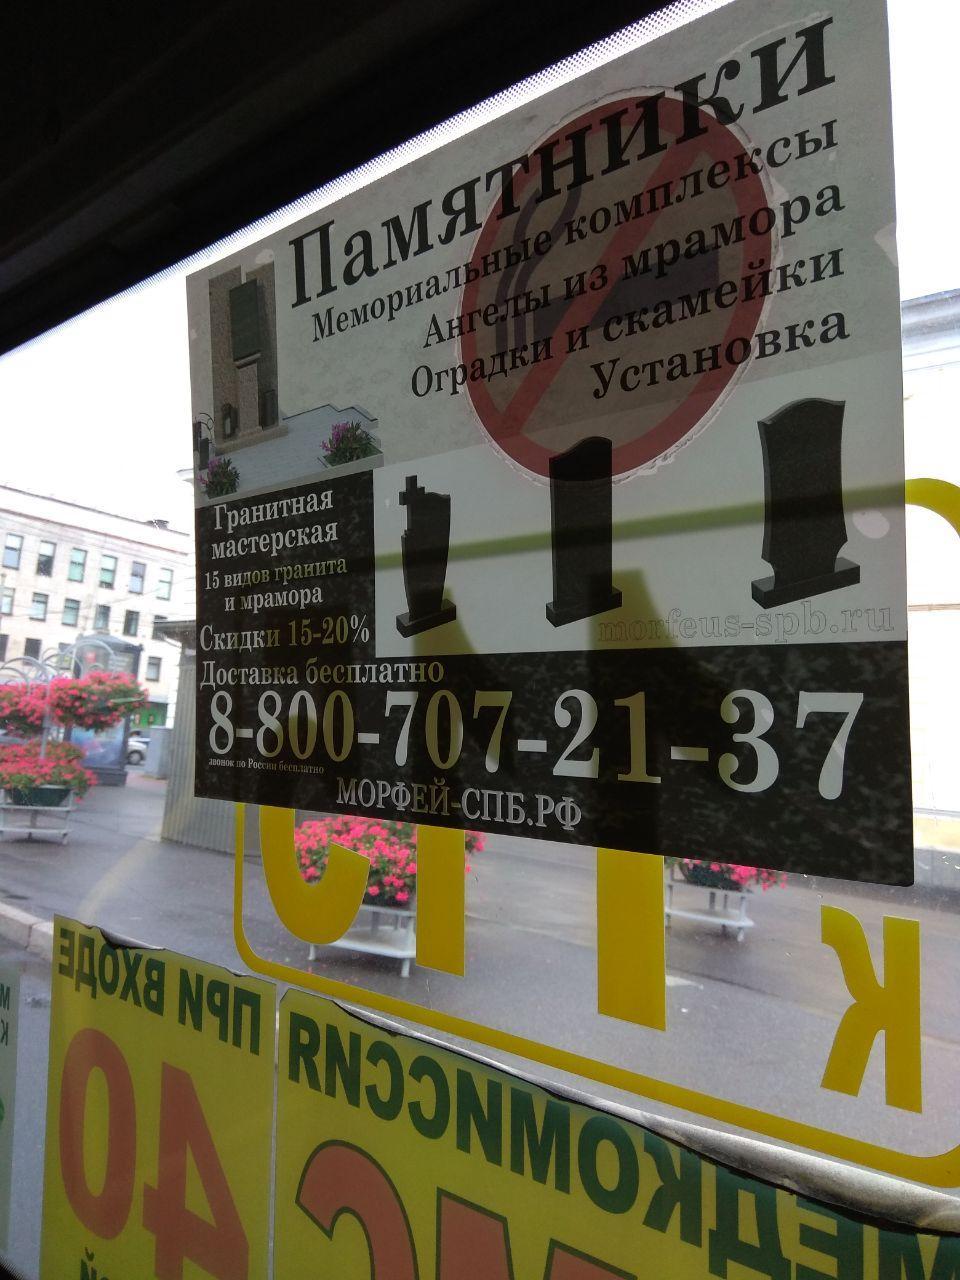 Памятники
Мемориальные комплексы
Ангелы из мрамора
Оградки и скамейки
Установка
Гранитная
мастерская
15 видов гранита
и мрамора
Скидки 15-20%
Доставка бесплатно
morfeus-spb.ru
8-800-707-21-37
звонок по России бесплатно
МОРФЕЙ-СПБ.РФ
К
ПРИ ВХОДЕ
40
МЕДКОМИССИЯ